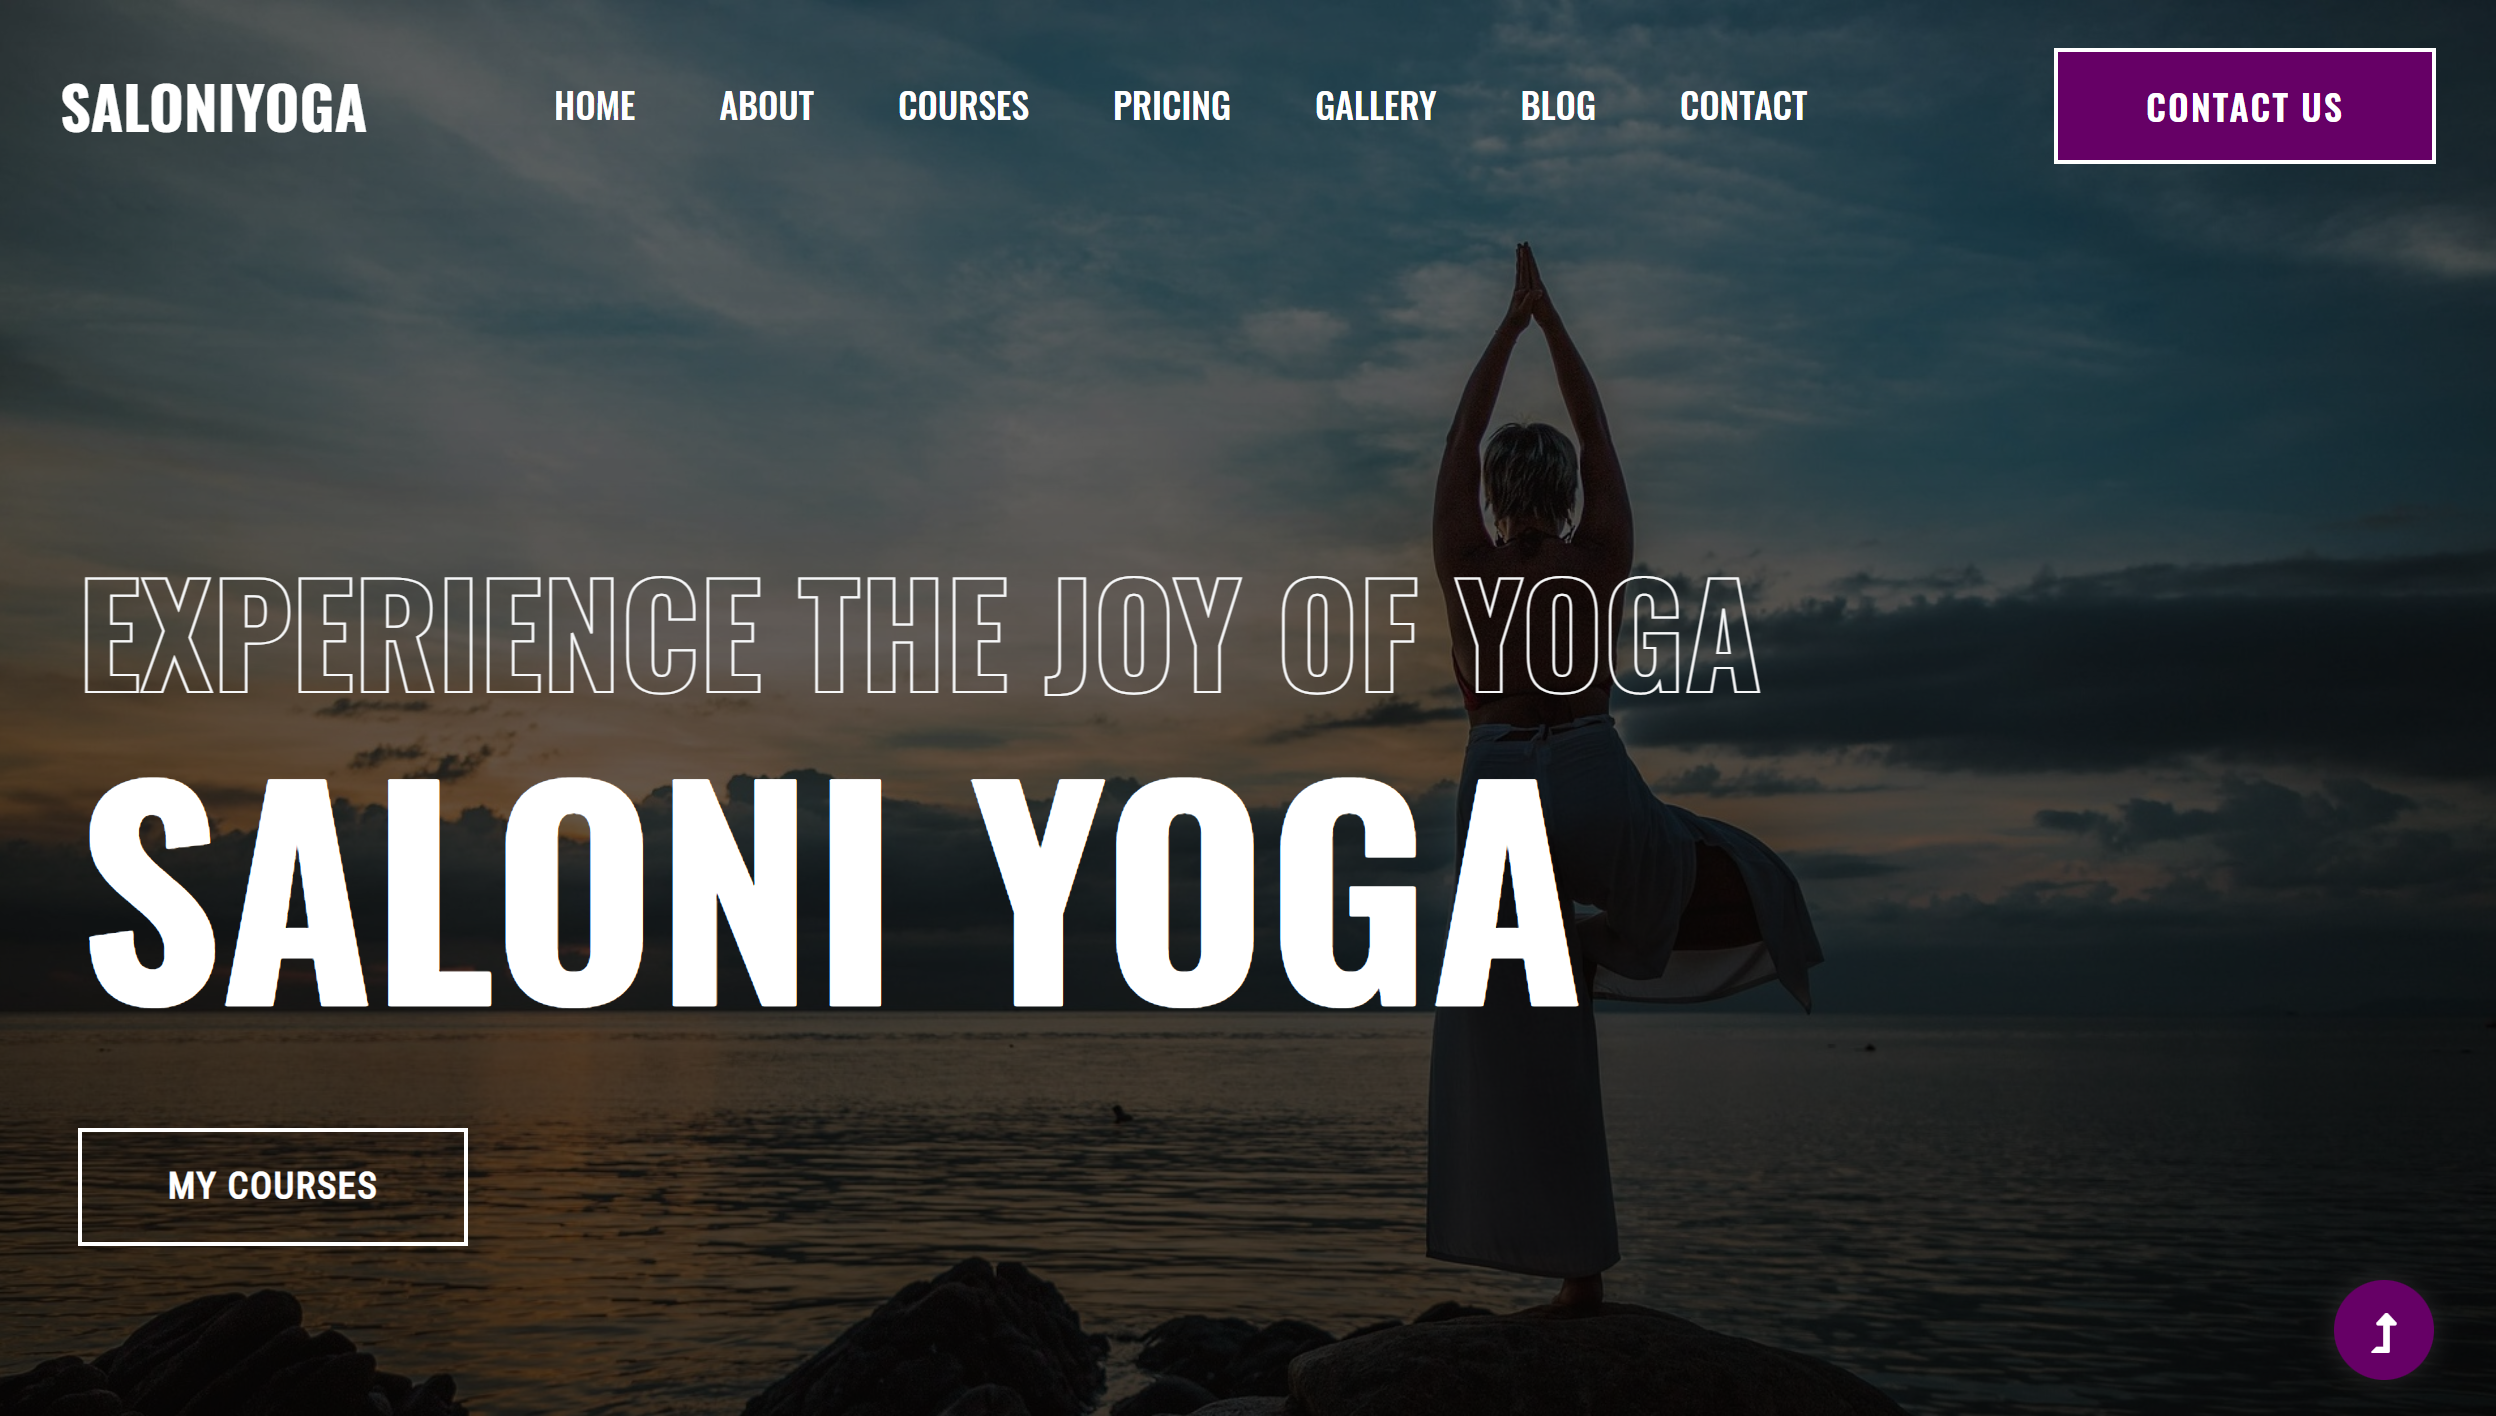 SALONIYOGA
HOME ABOUT COURSES PRICING GALLERY BLOG CONTACT
CONTACT US
EXPERIENCE THE JOY OF YOGA
SALONI YOGA
MY COURSES